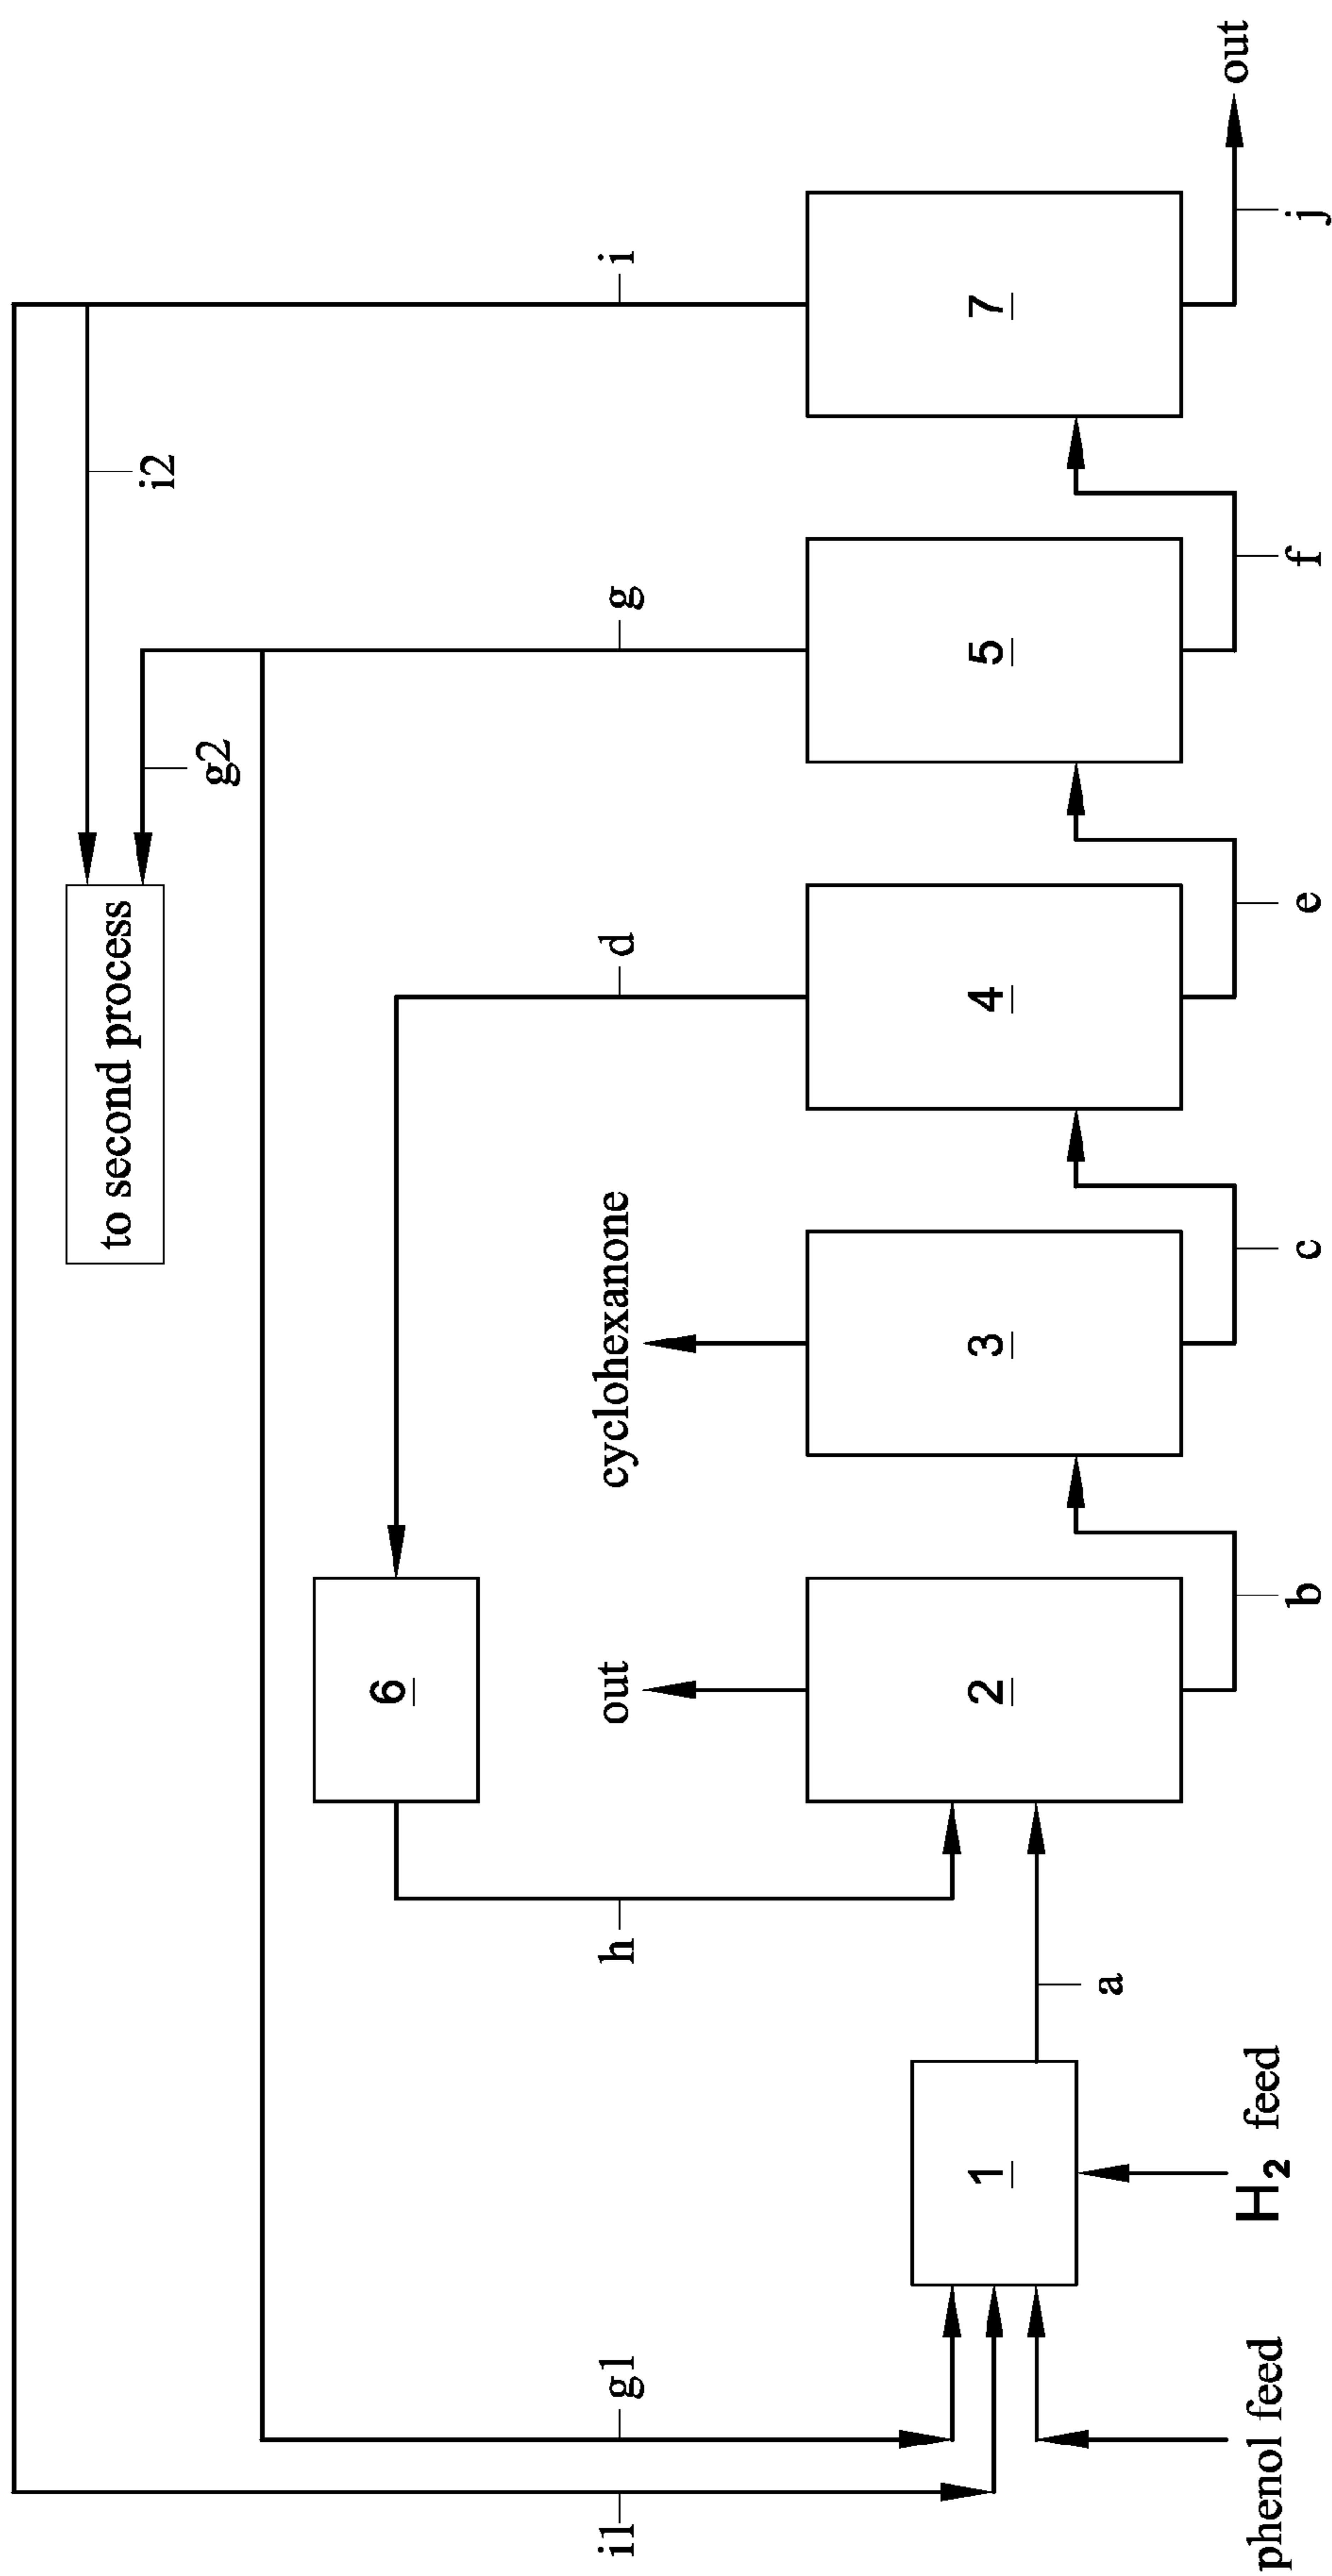 i1
g1
i2
i
to second process
g2
g
d
h
6
out
cyclohexanone
1
2
3
4
5
7
a
phenol feed
H₂ feed
b
c
e
f
j
out